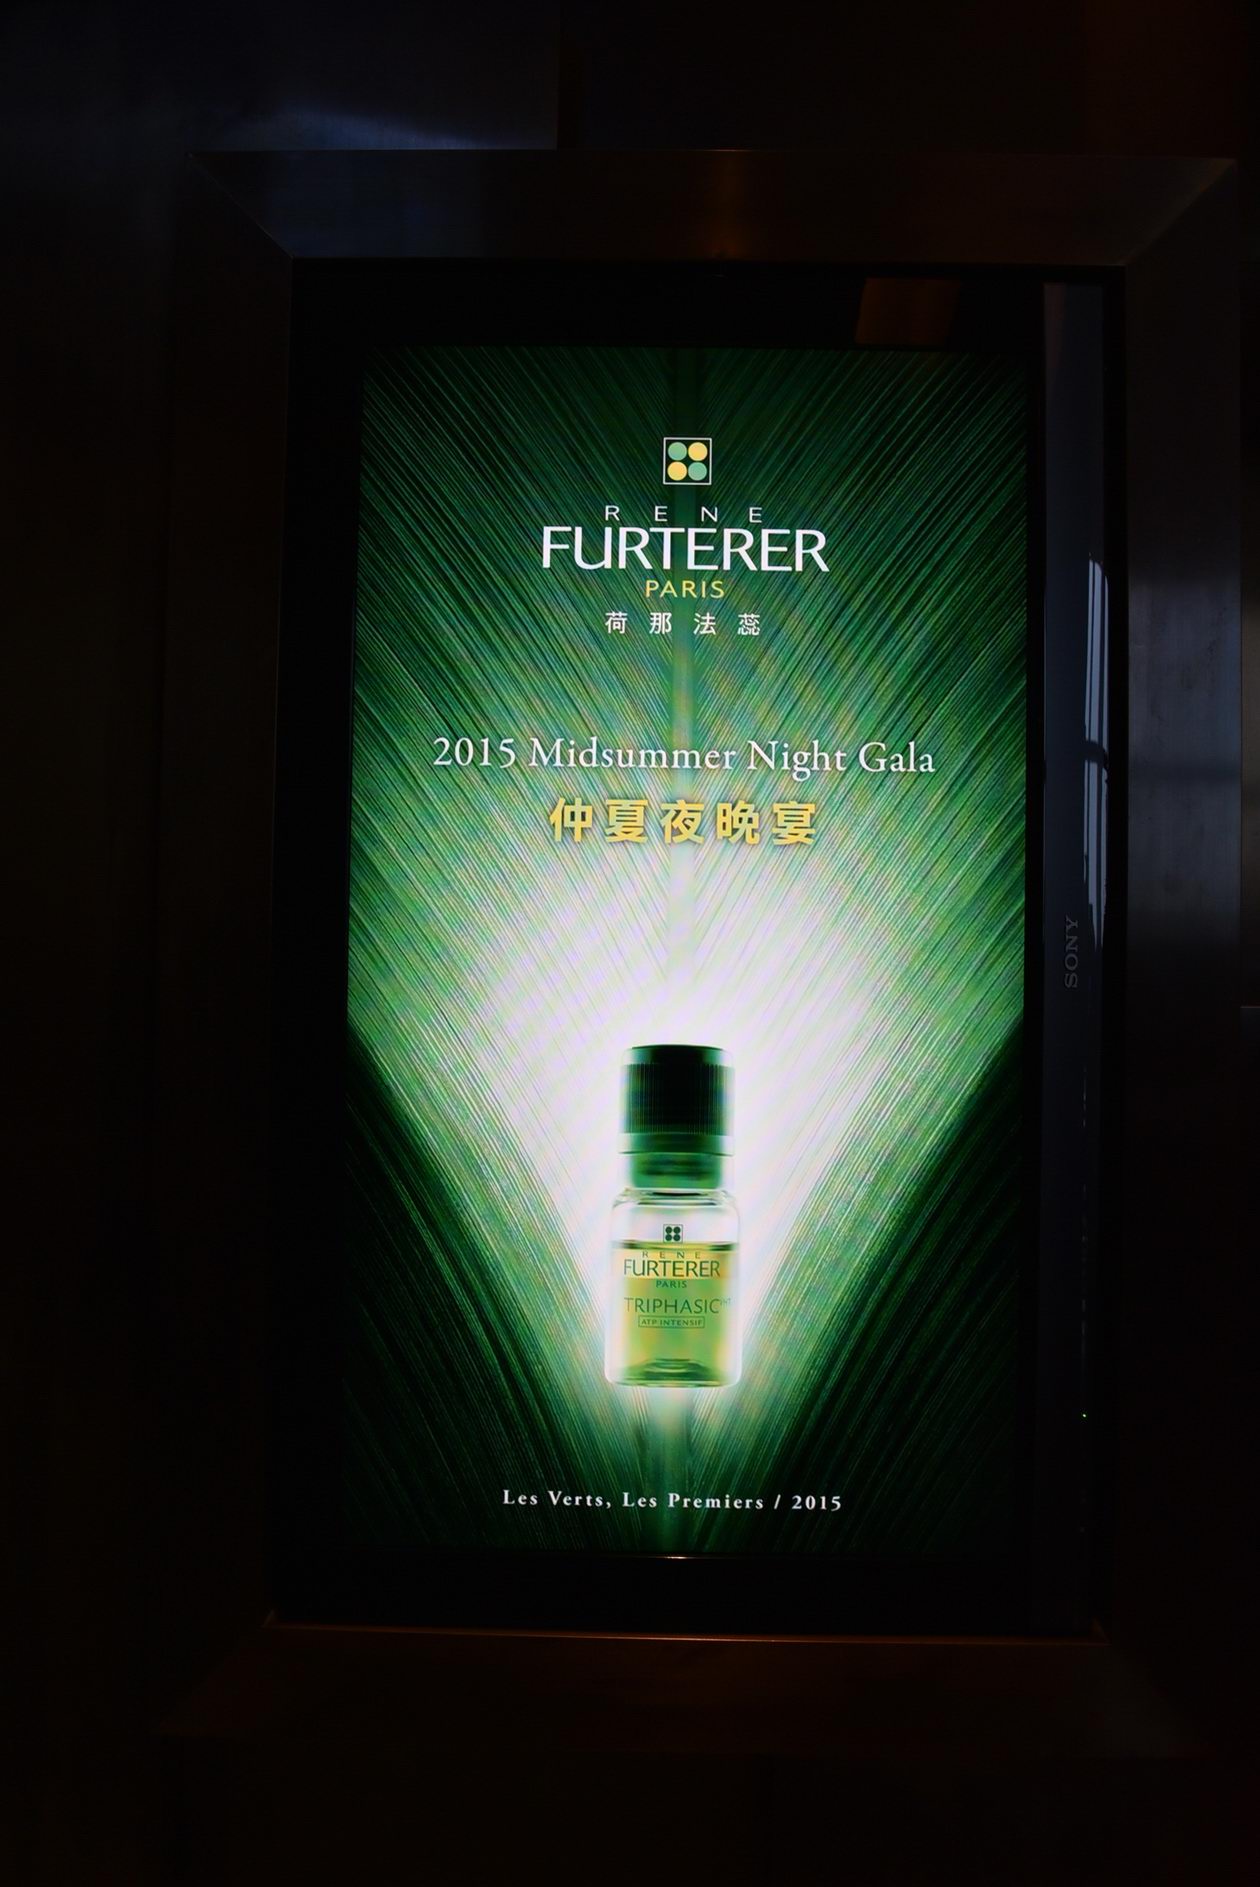 RENE
FURTERER
PARIS
荷那法蕊
2015 Midsummer Night Gala
仲夏夜晚宴
SONY
RENE
FURTERER
PARIS
TRIPHASIC VHT
ATP INTENSIF
Les Verts, Les Premiers / 2015